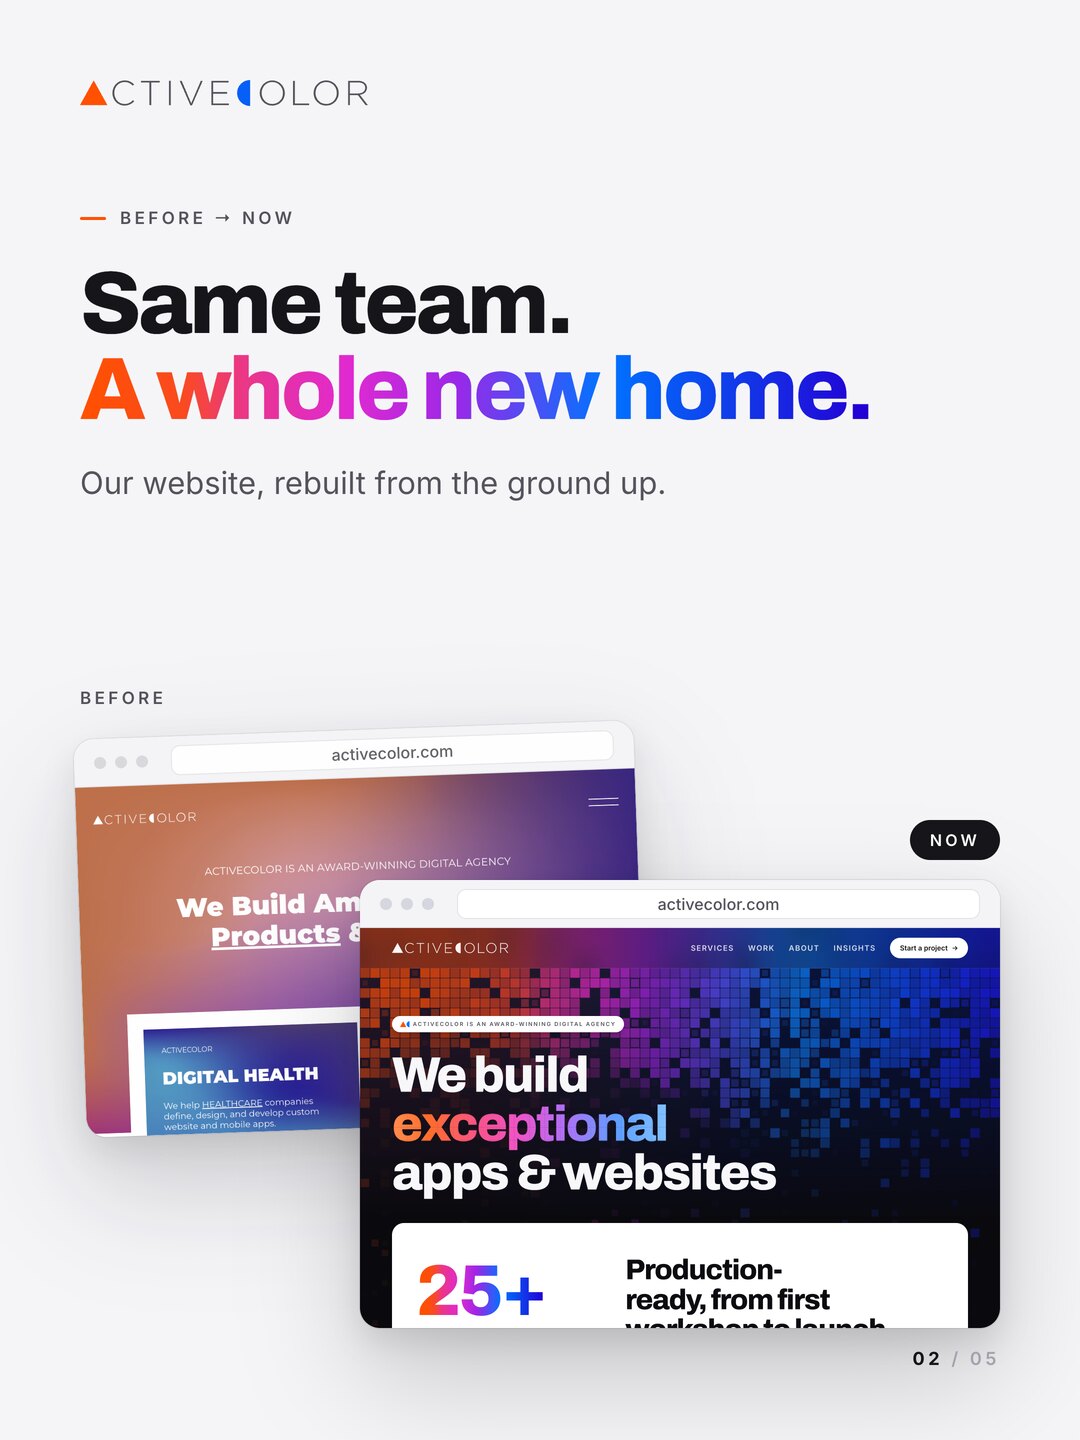 ACTIVECOLOR
BEFORE → NOW
Same team.
A whole new home.
Our website, rebuilt from the ground up.
BEFORE
activecolor.com
ACTIVECOLOR
ACTIVECOLOR IS AN AWARD-WINNING DIGITAL AGENCY
We Build Am
Products &
ACTIVECOLOR
DIGITAL HEALTH
We help HEALTHCARE companies
define, design, and develop custom
website and mobile apps.
NOW
activecolor.com
ACTIVECOLOR
SERVICES WORK ABOUT INSIGHTS Start a project →
ACTIVECOLOR IS AN AWARD-WINNING DIGITAL AGENCY
We build
exceptional
apps & websites
25+
Production-
ready, from first
workshop to launch
02 / 05